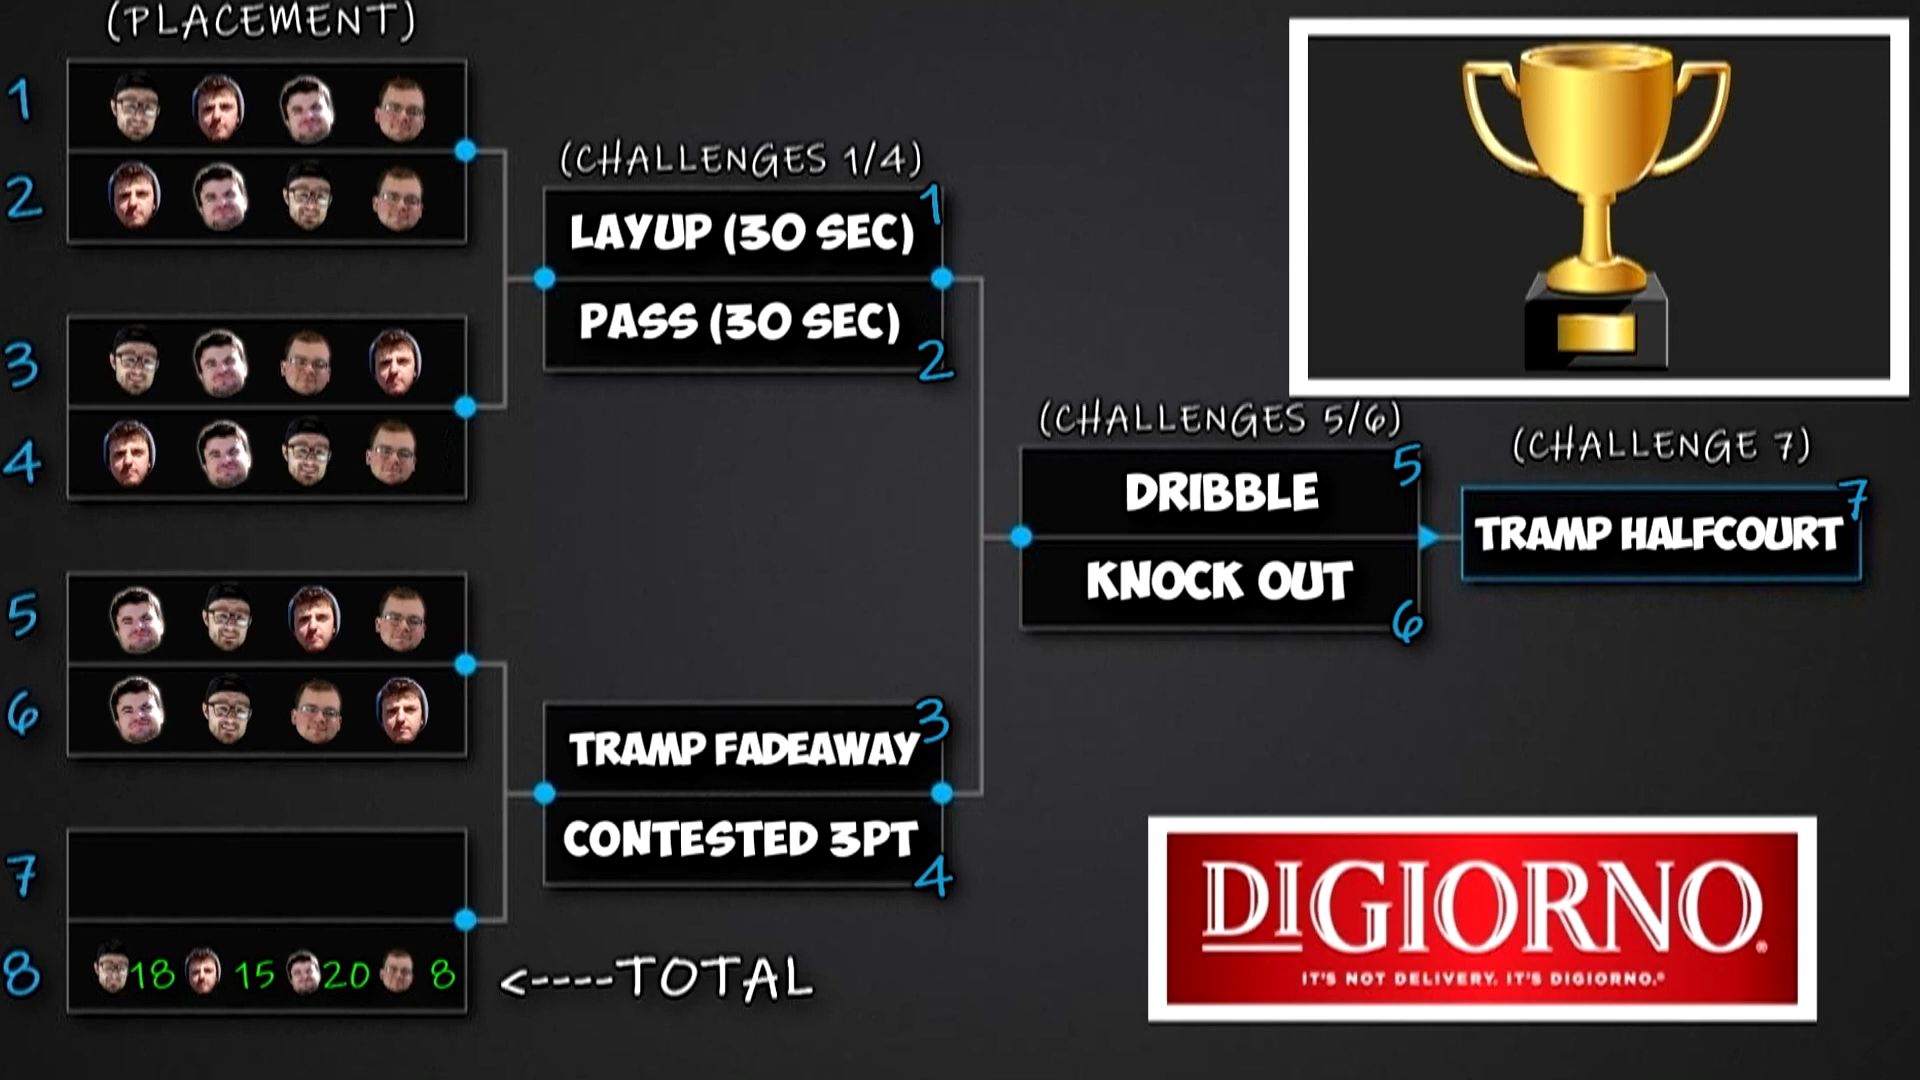 (PLACEMENT)
1
2
3
4
5
6
7
8
18 15 20 8
<----TOTAL
(CHALLENGES 1/4)
LAYUP (30 SEC) 1
PASS (30 SEC) 2
TRAMP FADEAWAY 3
CONTESTED 3PT 4
(CHALLENGES 5/6)
DRIBBLE 5
KNOCK OUT 6
(CHALLENGE 7)
TRAMP HALFCOURT 7
DIGIORNO®
IT'S NOT DELIVERY. IT'S DIGIORNO.®